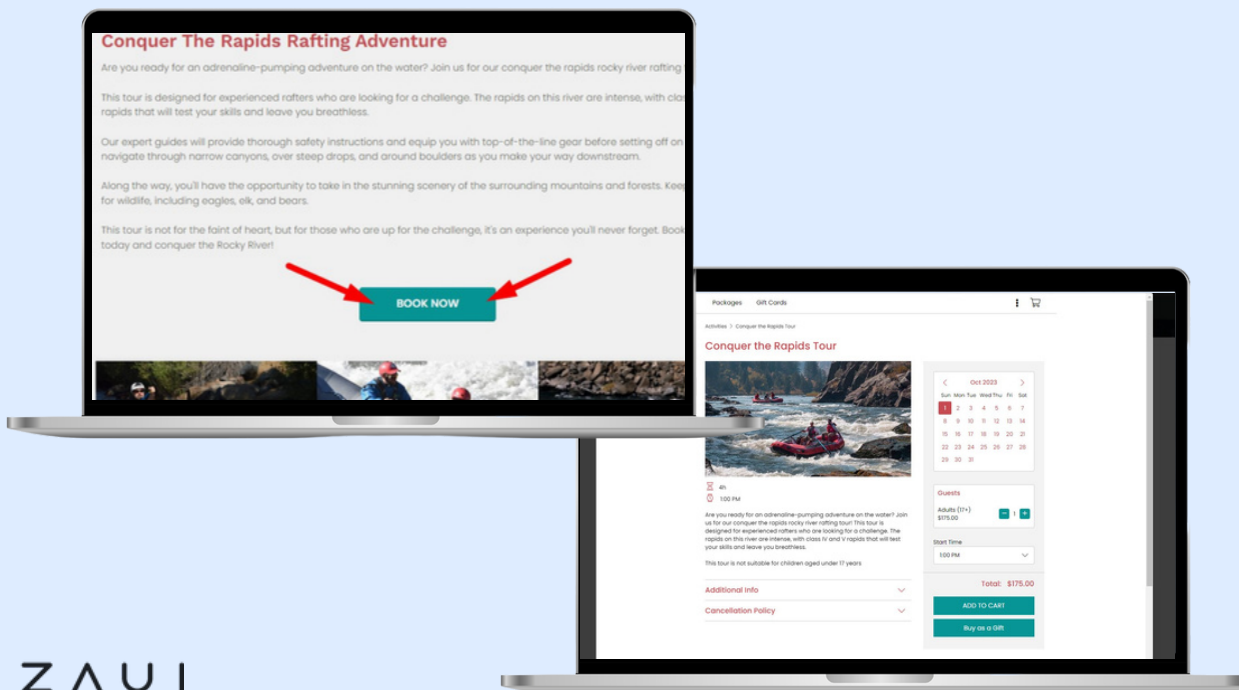 Conquer The Rapids Rafting Adventure
Are you ready for an adrenaline-pumping adventure on the water? Join us for our conquer the rapids rocky river rafting
This tour is designed for experienced rafters who are looking for a challenge. The rapids on this river are intense, with
rapids that will test your skills and leave you breathless.
Our expert guides will provide thorough safety instructions and equip you with top-of-the-line gear before setting off on
navigate through narrow canyons, over steep drops, and around boulders as you make your way downstream.
Along the way, you'll have the opportunity to take in the stunning scenery of the surrounding mountains and forests. Keep
for wildlife, including eagles, elk, and bears.
This tour is not for the faint of heart, but for those who are up for the challenge, it's an experience you'll never forget. Book
today and conquer the Rocky River!
BOOK NOW
Packages Gift Cards
Activities > Conquer the Rapids Tour
Conquer the Rapids Tour
4h
1:00 PM
Are you ready for an adrenaline-pumping adventure on the water? Join
us for our conquer the rapids rocky river rafting tour! This tour is
designed for experienced rafters who are looking for a challenge. The
rapids on this river are intense, with class IV and V rapids that will test
your skills and leave you breathless.
This tour is not suitable for children aged under 17 years
Additional Info
Cancellation Policy
< Oct 2023 >
Sun Mon Tue Wed Thu Fri Sat
1 2 3 4 5 6 7
8 9 10 11 12 13 14
15 16 17 18 19 20 21
22 23 24 25 26 27 28
29 30 31
Guests
Adults (17+)
$175.00
- 1 +
Start Time
1:00 PM
Total: $175.00
ADD TO CART
Buy as a Gift
ZAUI